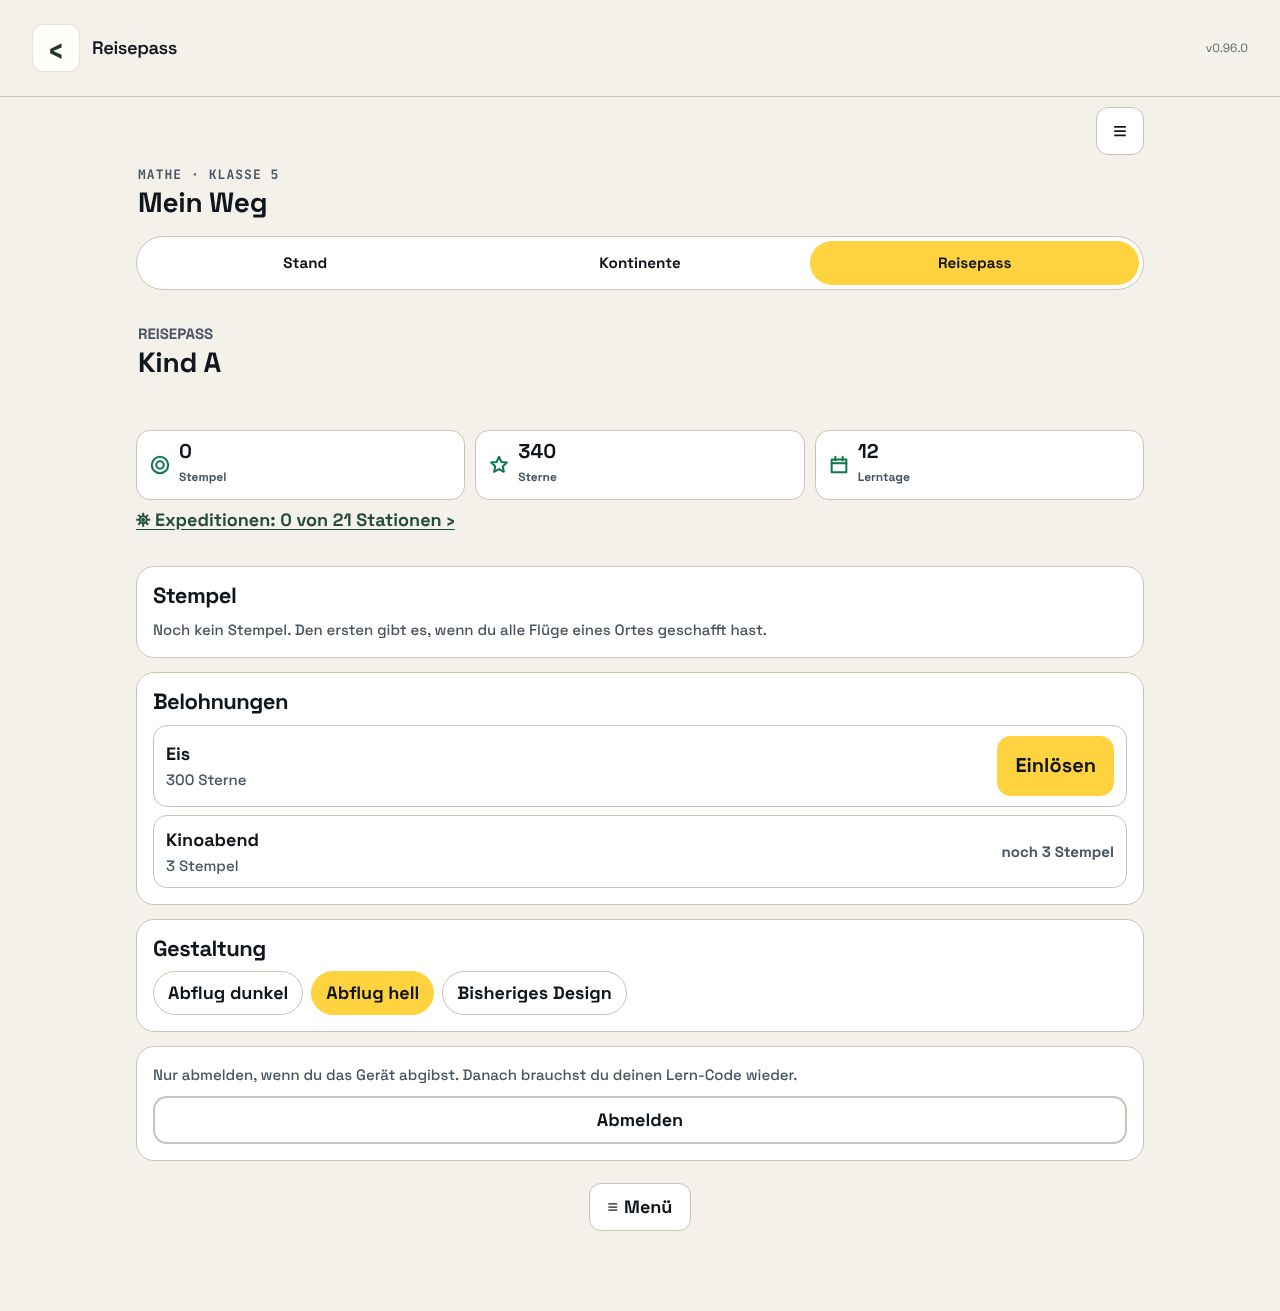 < Reisepass
v0.96.0
≡
MATHE · KLASSE 5
Mein Weg
Stand
Kontinente
Reisepass
REISEPASS
Kind A
0
Stempel
340
Sterne
12
Lerntage
⎈ Expeditionen: 0 von 21 Stationen >
Stempel
Noch kein Stempel. Den ersten gibt es, wenn du alle Flüge eines Ortes geschafft hast.
Belohnungen
Eis
300 Sterne
Einlösen
Kinoabend
3 Stempel
noch 3 Stempel
Gestaltung
Abflug dunkel
Abflug hell
Bisheriges Design
Nur abmelden, wenn du das Gerät abgibst. Danach brauchst du deinen Lern-Code wieder.
Abmelden
≡ Menü